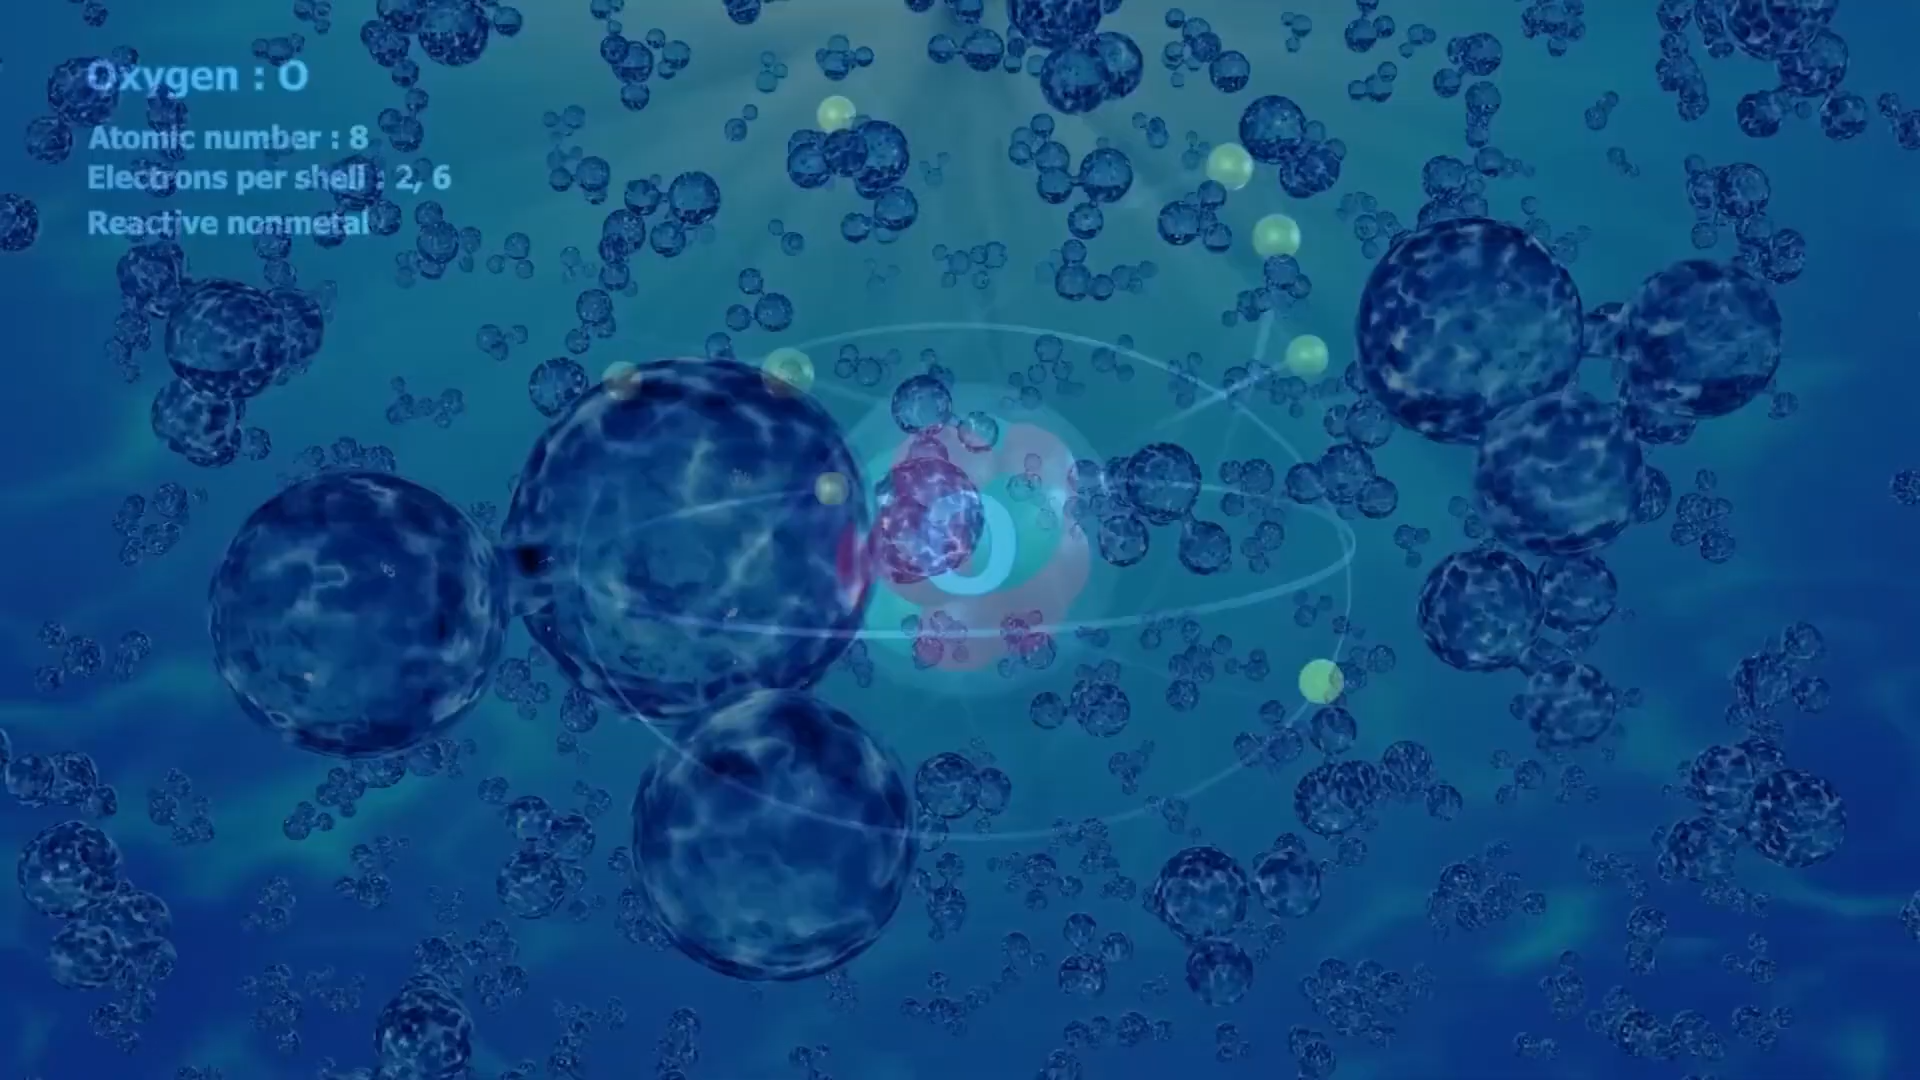 Oxygen : O
Atomic number : 8
Electrons per shell : 2, 6
Reactive nonmetal
O